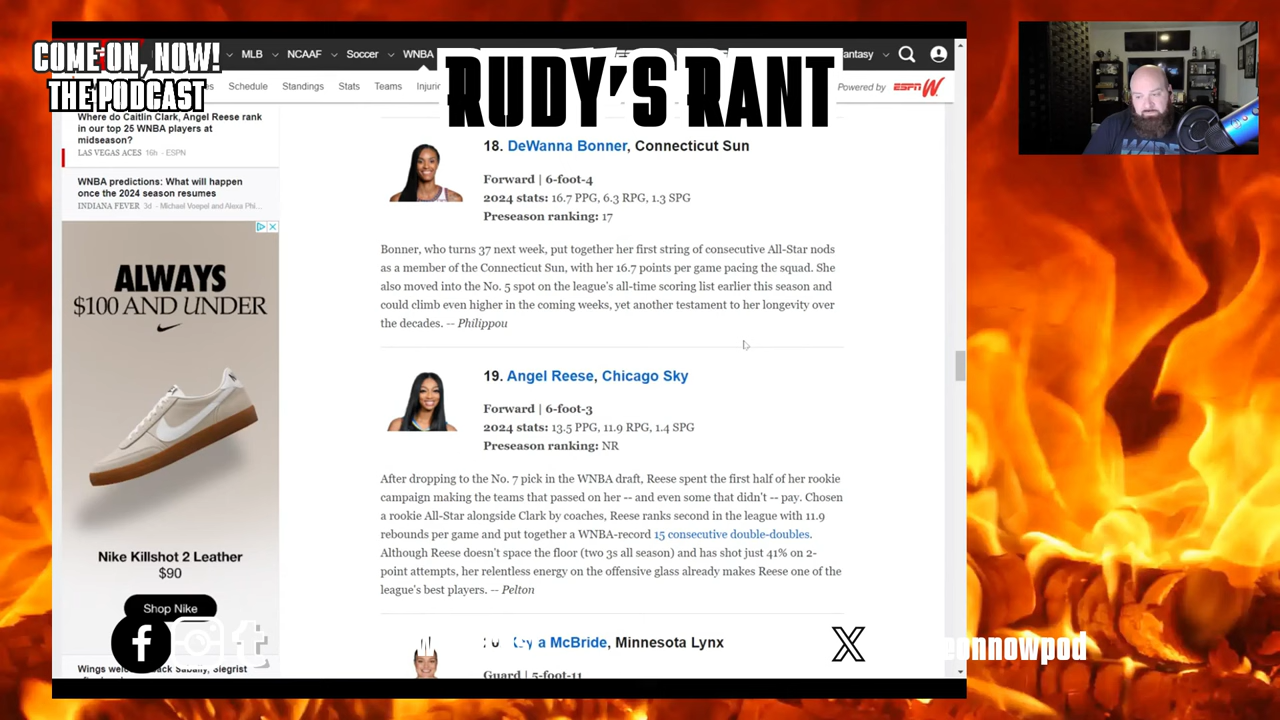 COME ON, NOW!
THE PODCAST
MLB
NCAAF
Soccer
WNBA
RUDY'S RANT
Schedule
Standings
Stats
Teams
Powered by
ESPN W
Where do Caitlin Clark, Angel Reese rank
in our top 25 WNBA players at
midseason?
LAS VEGAS ACES 16h - ESPN
WNBA predictions: What will happen
once the 2024 season resumes
INDIANA FEVER 3d - Michael Voepel and Alexa Phi...
ALWAYS
$100 AND UNDER
Nike Killshot 2 Leather
$90
Shop Nike
18. DeWanna Bonner, Connecticut Sun
Forward | 6-foot-4
2024 stats: 16.7 PPG, 6.3 RPG, 1.3 SPG
Preseason ranking: 17
Bonner, who turns 37 next week, put together her first string of consecutive All-Star nods
as a member of the Connecticut Sun, with her 16.7 points per game pacing the squad. She
also moved into the No. 5 spot on the league's all-time scoring list earlier this season and
could climb even higher in the coming weeks, yet another testament to her longevity over
the decades. -- Philippou
19. Angel Reese, Chicago Sky
Forward | 6-foot-3
2024 stats: 13.5 PPG, 11.9 RPG, 1.4 SPG
Preseason ranking: NR
After dropping to the No. 7 pick in the WNBA draft, Reese spent the first half of her rookie
campaign making the teams that passed on her -- and even some that didn't -- pay. Chosen
a rookie All-Star alongside Clark by coaches, Reese ranks second in the league with 11.9
rebounds per game and put together a WNBA-record 15 consecutive double-doubles.
Although Reese doesn't space the floor (two 3s all season) and has shot just 41% on 2-
point attempts, her relentless energy on the offensive glass already makes Reese one of the
league's best players. -- Pelton
McBride, Minnesota Lynx
Guard | 5-foot-11
onnowpod